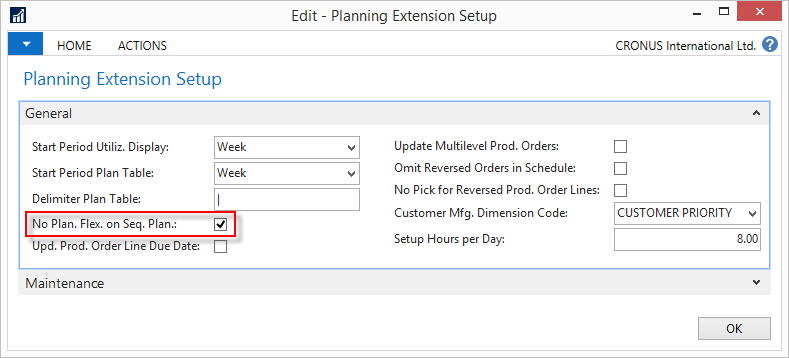 Edit - Planning Extension Setup
HOME ACTIONS CRONUS International Ltd. ?
Planning Extension Setup
General
Start Period Utiliz. Display: Week
Start Period Plan Table: Week
Delimiter Plan Table: |
No Plan. Flex. on Seq. Plan.:
Upd. Prod. Order Line Due Date:
Update Multilevel Prod. Orders:
Omit Reversed Orders in Schedule:
No Pick for Reversed Prod. Order Lines:
Customer Mfg. Dimension Code: CUSTOMER PRIORITY
Setup Hours per Day: 8.00
Maintenance
OK